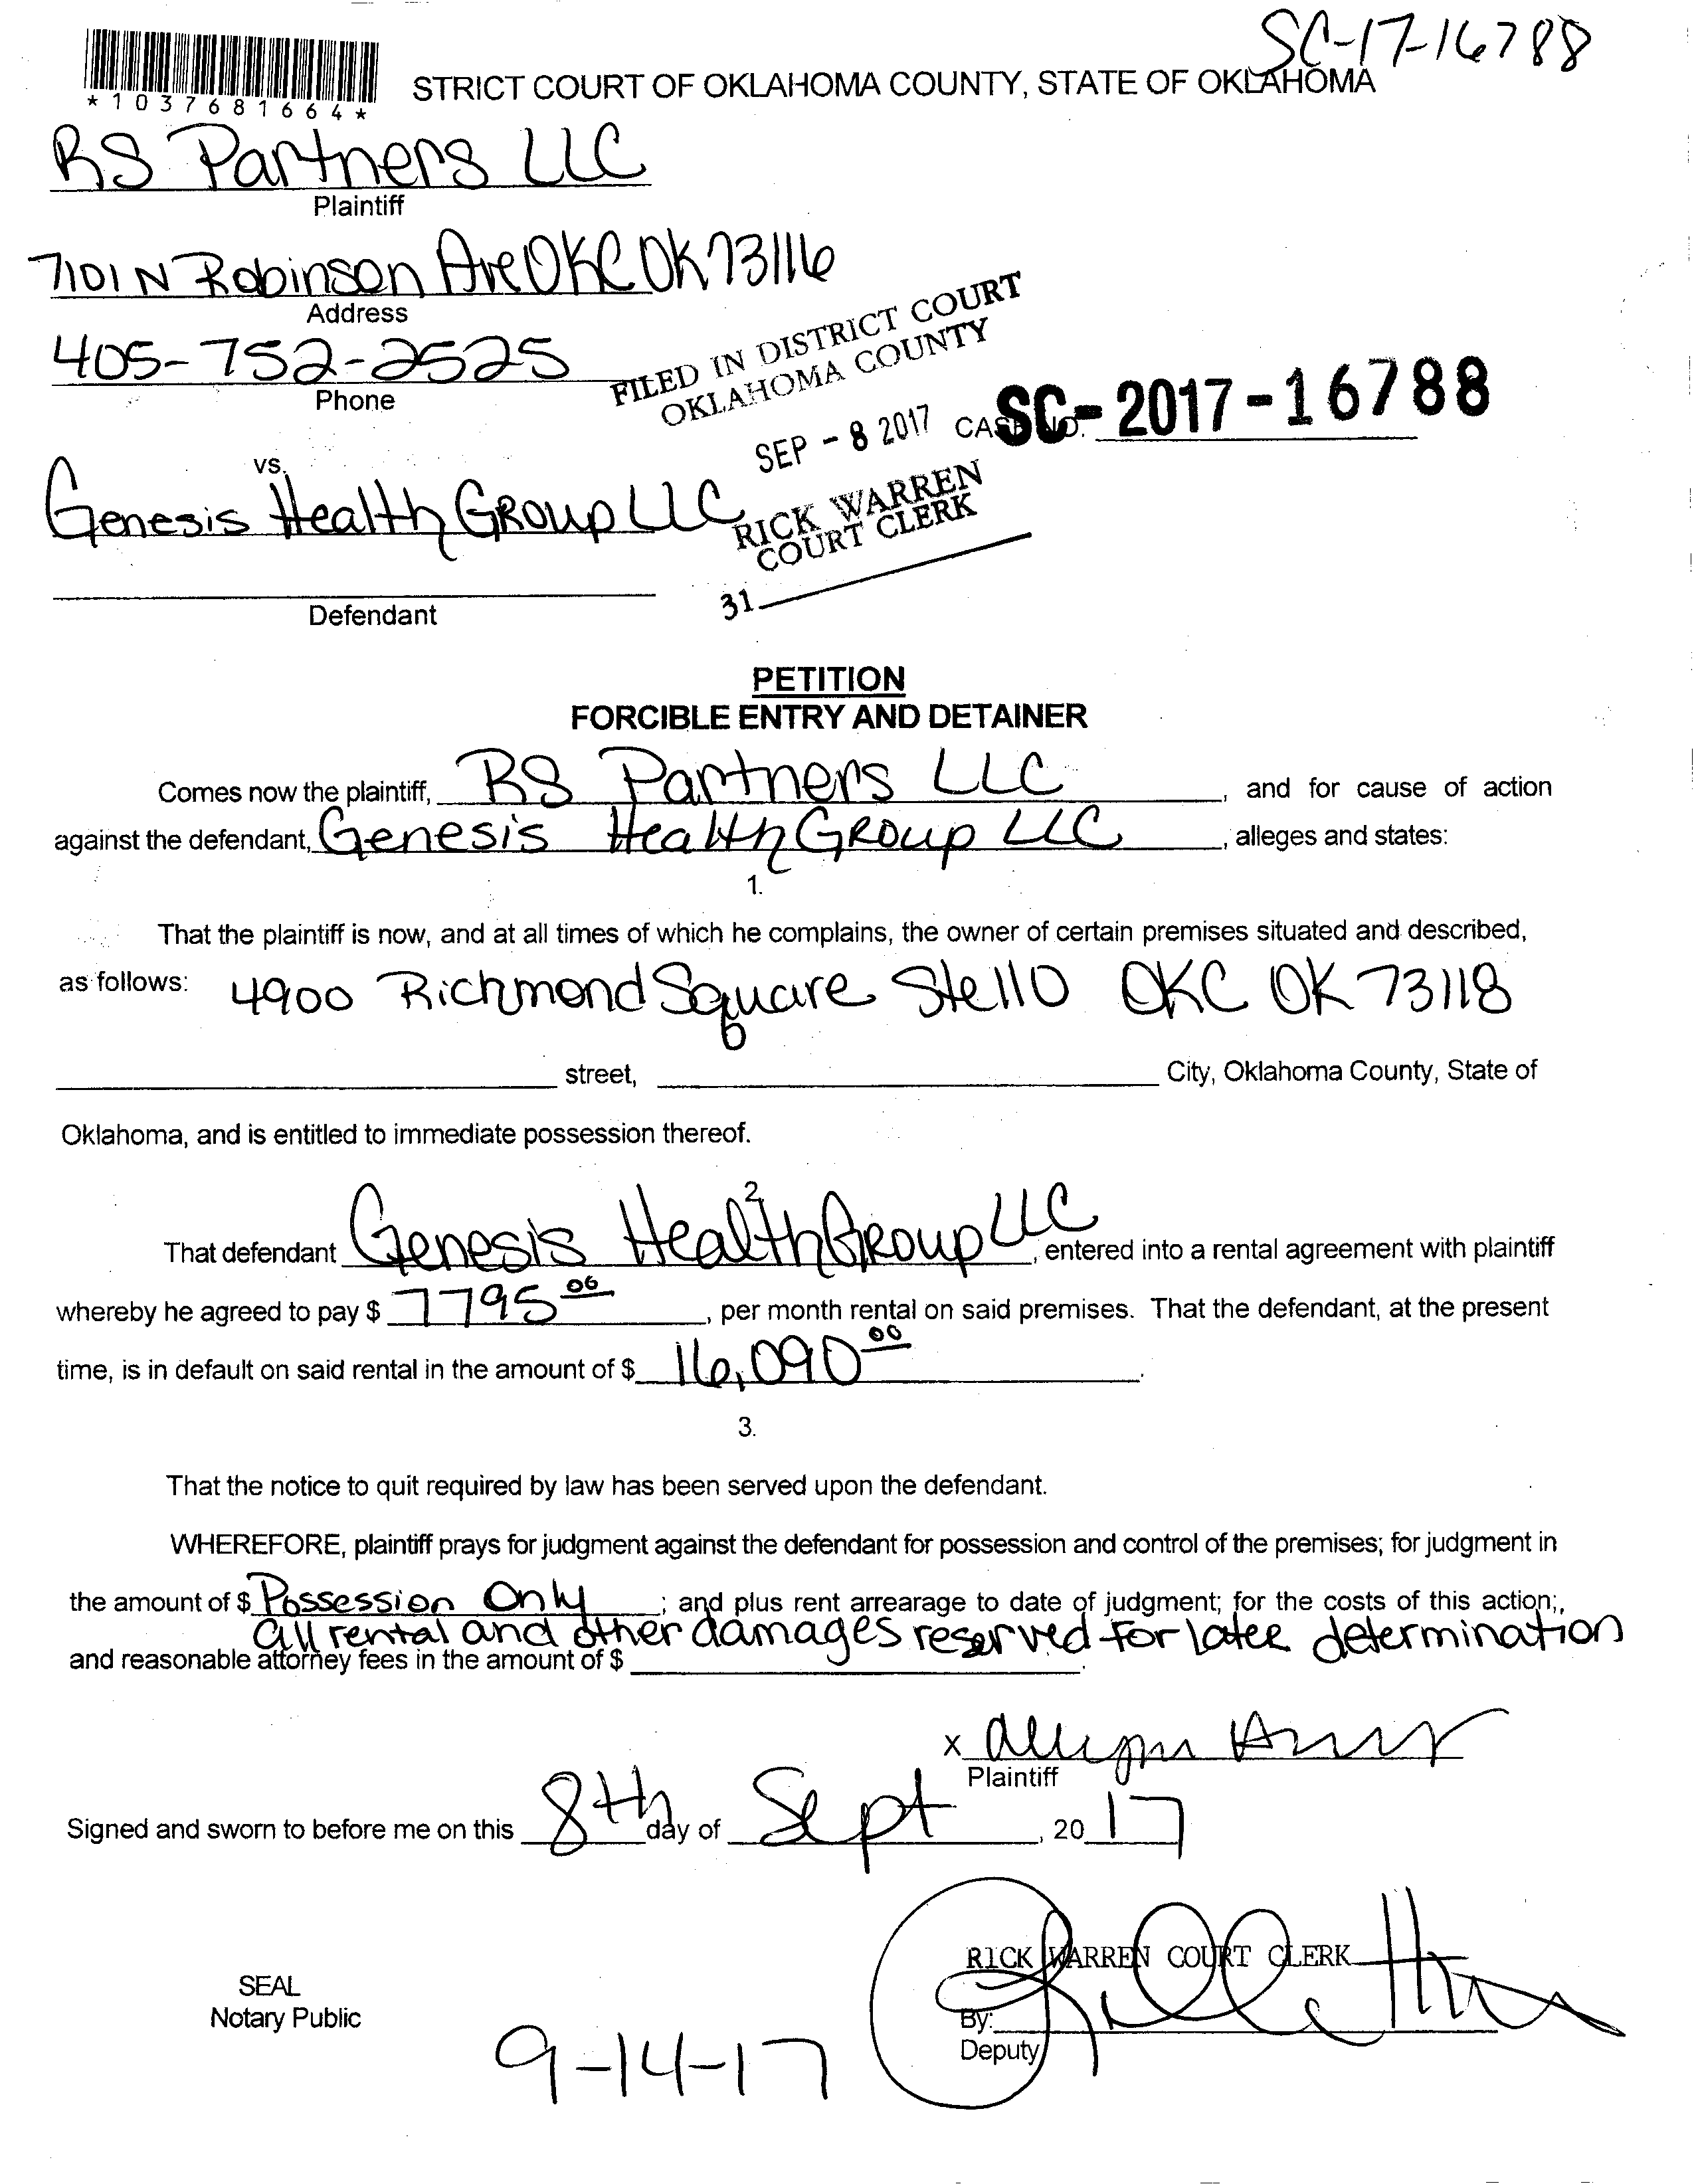 SC-17-16788
*1037681664*
STRICT COURT OF OKLAHOMA COUNTY, STATE OF OKLAHOMA
RS Partners LLC
Plaintiff
7101 N Robinson Ave OKC OK 73116
Address
405-752-2525
Phone
FILED IN DISTRICT COURT
OKLAHOMA COUNTY
SEP - 8 2017
CASE NO. SC-2017-16788
RICK WARREN
COURT CLERK
31
vs.
Genesis Health Group LLC
Defendant
PETITION
FORCIBLE ENTRY AND DETAINER
Comes now the plaintiff, RS Partners LLC, and for cause of action
against the defendant, Genesis Health Group LLC, alleges and states:
1.
That the plaintiff is now, and at all times of which he complains, the owner of certain premises situated and described,
as follows: 4900 Richmond Square Ste 110 OKC OK 73118
street, City, Oklahoma County, State of
Oklahoma, and is entitled to immediate possession thereof.
2.
That defendant Genesis Health Group LLC, entered into a rental agreement with plaintiff
whereby he agreed to pay $ 7795 00, per month rental on said premises. That the defendant, at the present
time, is in default on said rental in the amount of $ 16,090 00.
3.
That the notice to quit required by law has been served upon the defendant.
WHEREFORE, plaintiff prays for judgment against the defendant for possession and control of the premises; for judgment in
the amount of $ Possession Only; and plus rent arrearage to date of judgment; for the costs of this action;,
all rental and other damages reserved for later determination
and reasonable attorney fees in the amount of $ .
x
Plaintiff
Signed and sworn to before me on this 8th day of Sept, 20 17
RICK WARREN COURT CLERK
SEAL
Notary Public
By:
Deputy
9-14-17